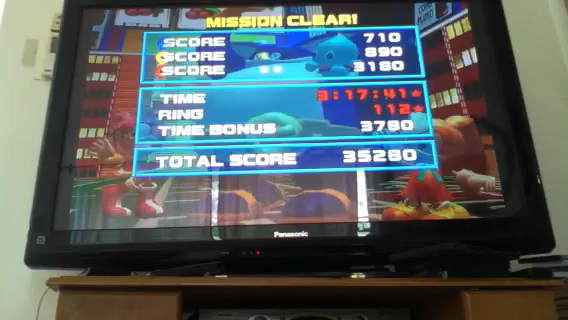 MISSION CLEAR!
SCORE 710
SCORE 890
SCORE 3180
TIME 3:17:41
RING 112
TIME BONUS 3760
TOTAL SCORE 35280
Panasonic